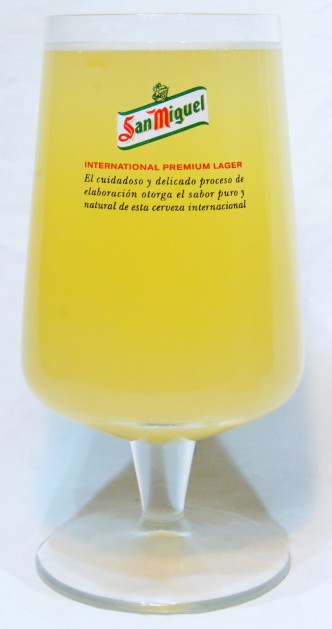 San Miguel
INTERNATIONAL PREMIUM LAGER
El cuidadoso y delicado proceso de
elaboración otorga el sabor puro y
natural de esta cerveza internacional